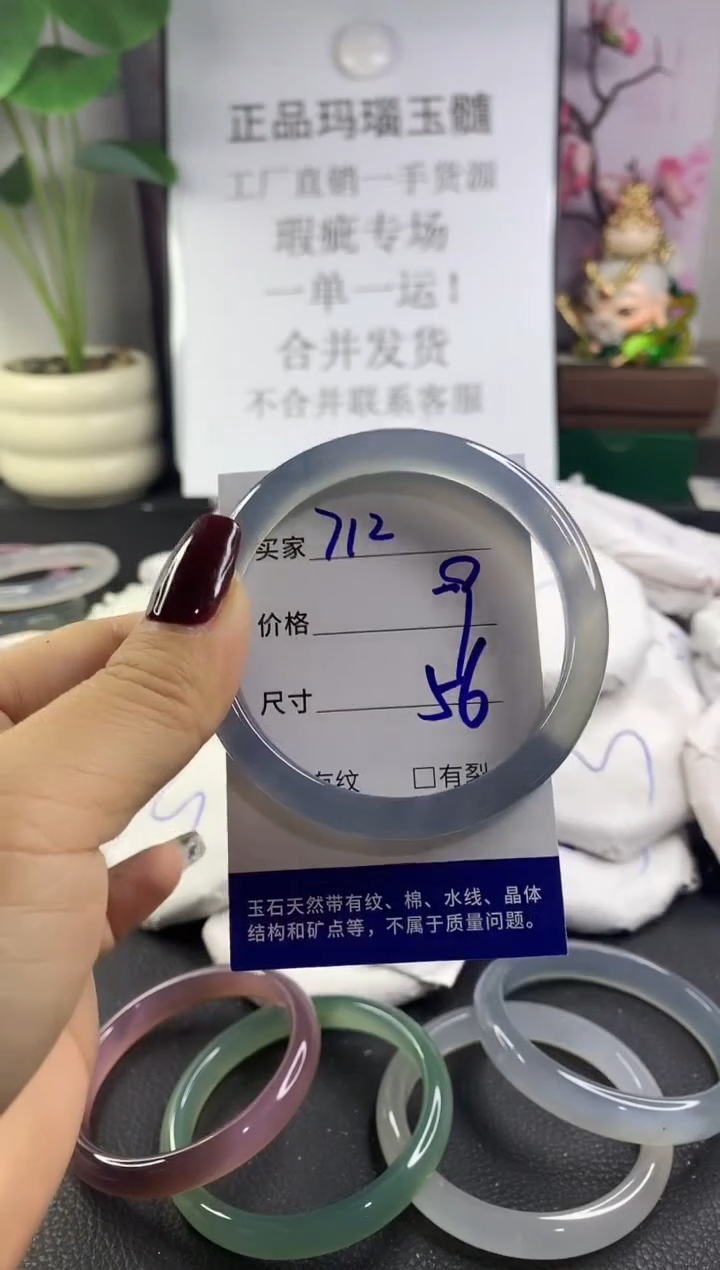 正品玛瑙玉髓
工厂直销一手货源
瑕疵专场
一单一运！
合并发货
不合并联系客服
买家 712
价格
尺寸 56
有纹 □有裂
玉石天然带有纹、棉、水线、晶体
结构和矿点等，不属于质量问题。